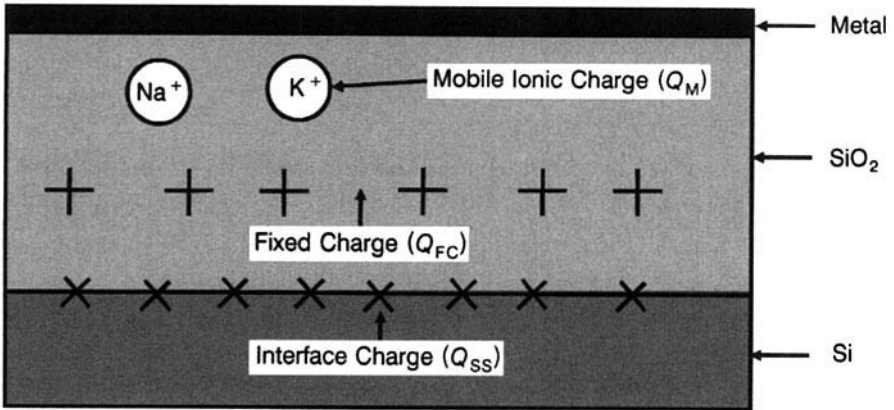 Metal
Na+
K+
Mobile Ionic Charge (QM)
SiO2
Fixed Charge (QFC)
Interface Charge (QSS)
Si